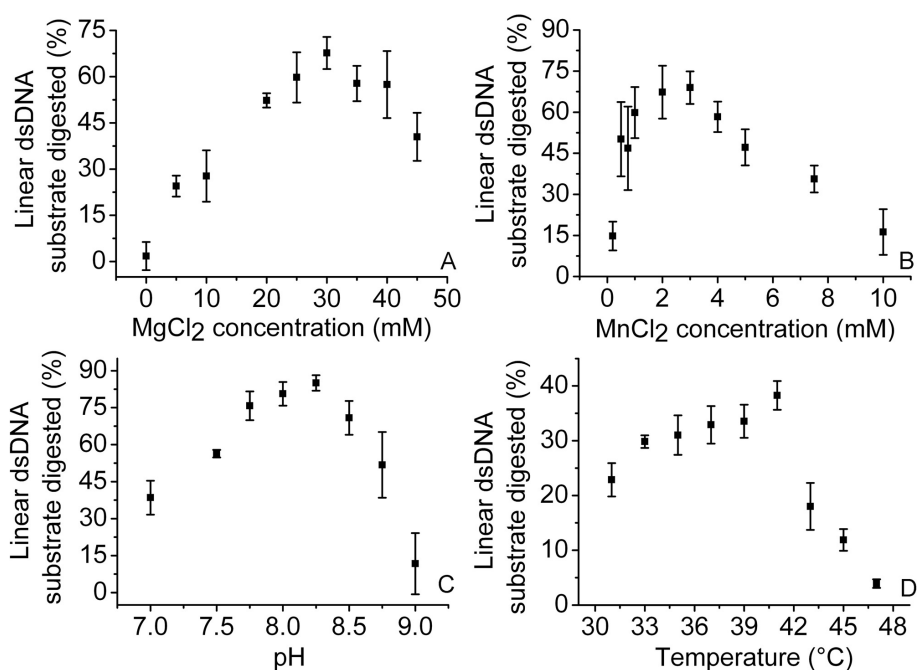 Linear dsDNA
substrate digested (%)
75
60
45
30
15
0
A
0 10 20 30 40 50
MgCl2 concentration (mM)
Linear dsDNA
substrate digested (%)
90
75
60
45
30
15
0
B
0 2 4 6 8 10
MnCl2 concentration (mM)
Linear dsDNA
substrate digested (%)
90
75
60
45
30
15
0
C
7.0 7.5 8.0 8.5 9.0
pH
Linear dsDNA
substrate digested (%)
40
30
20
10
0
D
30 33 36 39 42 45 48
Temperature (°C)